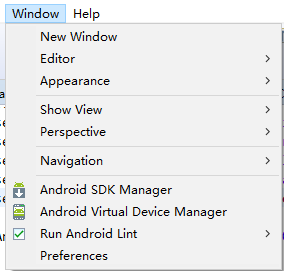 Window Help
New Window
Editor
Appearance
Show View
Perspective
Navigation
Android SDK Manager
Android Virtual Device Manager
Run Android Lint
Preferences